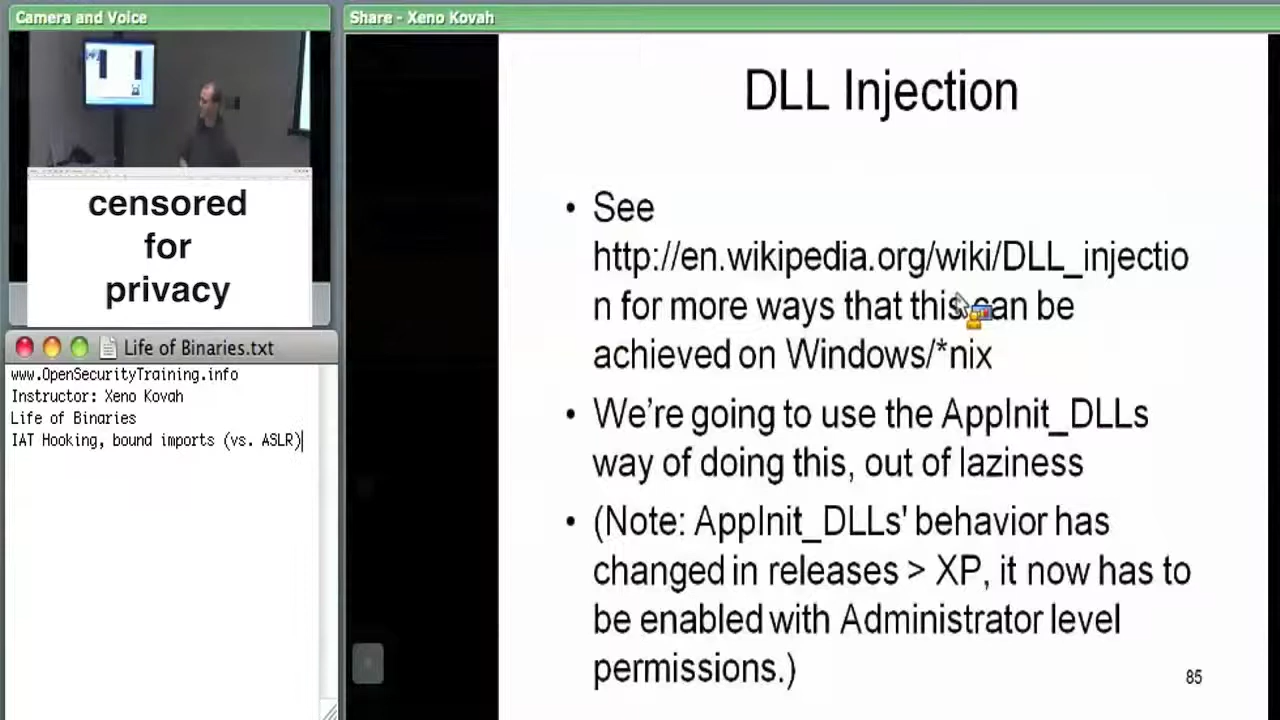 Camera and Voice
Share - Xeno Kovah
censored
for
privacy
Life of Binaries.txt
www.OpenSecurityTraining.info
Instructor: Xeno Kovah
Life of Binaries
IAT Hooking, bound imports (vs. ASLR)
DLL Injection
• See
http://en.wikipedia.org/wiki/DLL_injectio
n for more ways that this can be
achieved on Windows/*nix
• We’re going to use the AppInit_DLLs
way of doing this, out of laziness
• (Note: AppInit_DLLs' behavior has
changed in releases > XP, it now has to
be enabled with Administrator level
permissions.)
85